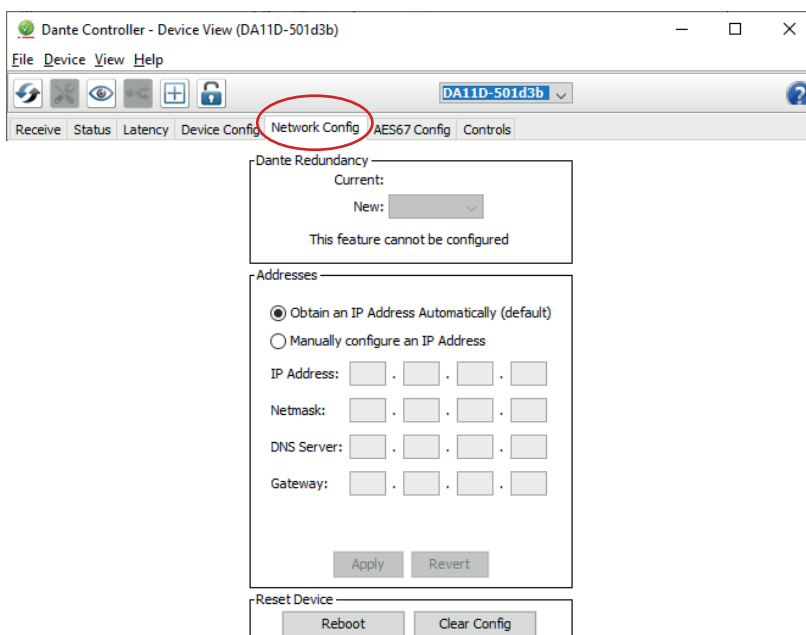 Dante Controller - Device View (DA11D-501d3b)
File Device View Help
DA11D-501d3b
Receive Status Latency Device Config Network Config AES67 Config Controls
Dante Redundancy
Current:
New:
This feature cannot be configured
Addresses
Obtain an IP Address Automatically (default)
Manually configure an IP Address
IP Address: . . .
Netmask: . . .
DNS Server: . . .
Gateway: . . .
Apply Revert
Reset Device
Reboot Clear Config